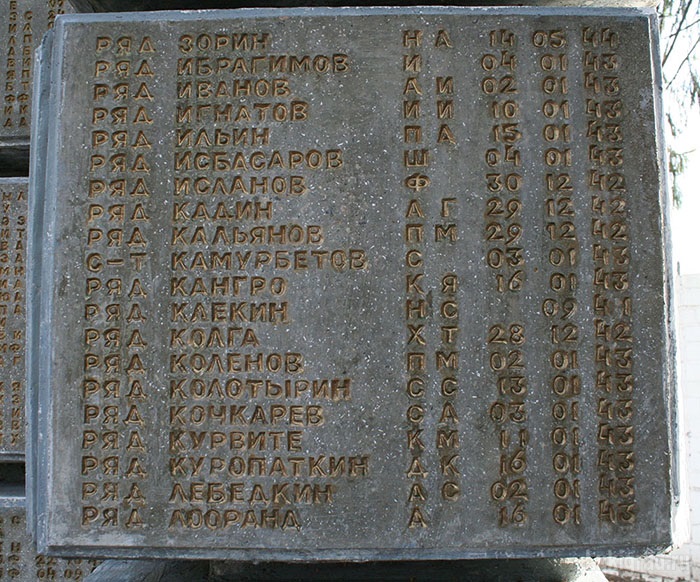 РЯД ЗОРИН Н А 14 05 44
РЯД ИБРАГИМОВ И 04 01 43
РЯД ИВАНОВ А И 02 01 43
РЯД ИГНАТОВ И И 10 01 43
РЯД ИЛЬИН П А 15 01 43
РЯД ИСБАСАРОВ Ш 04 01 43
РЯД ИСЛАНОВ Ф 30 12 42
РЯД КАДИН А Г 29 12 42
РЯД КАЛЬЯНОВ П М 29 12 42
С-Т КАМУРБЕТОВ С 03 01 43
РЯД КАНГРО К Я 16 01 43
РЯД КЛЕКИН Н С 09 41
РЯД КОЛГА Х Т 28 12 42
РЯД КОЛЕНОВ П М 02 01 43
РЯД КОЛОТЫРИН С С 13 01 43
РЯД КОЧКАРЕВ С А 03 01 43
РЯД КУРВИТЕ К М 11 01 43
РЯД КУРОПАТКИН Д К 16 01 43
РЯД ЛЕБЕДКИН А С 02 01 43
РЯД ЛООРАНД А 16 01 43